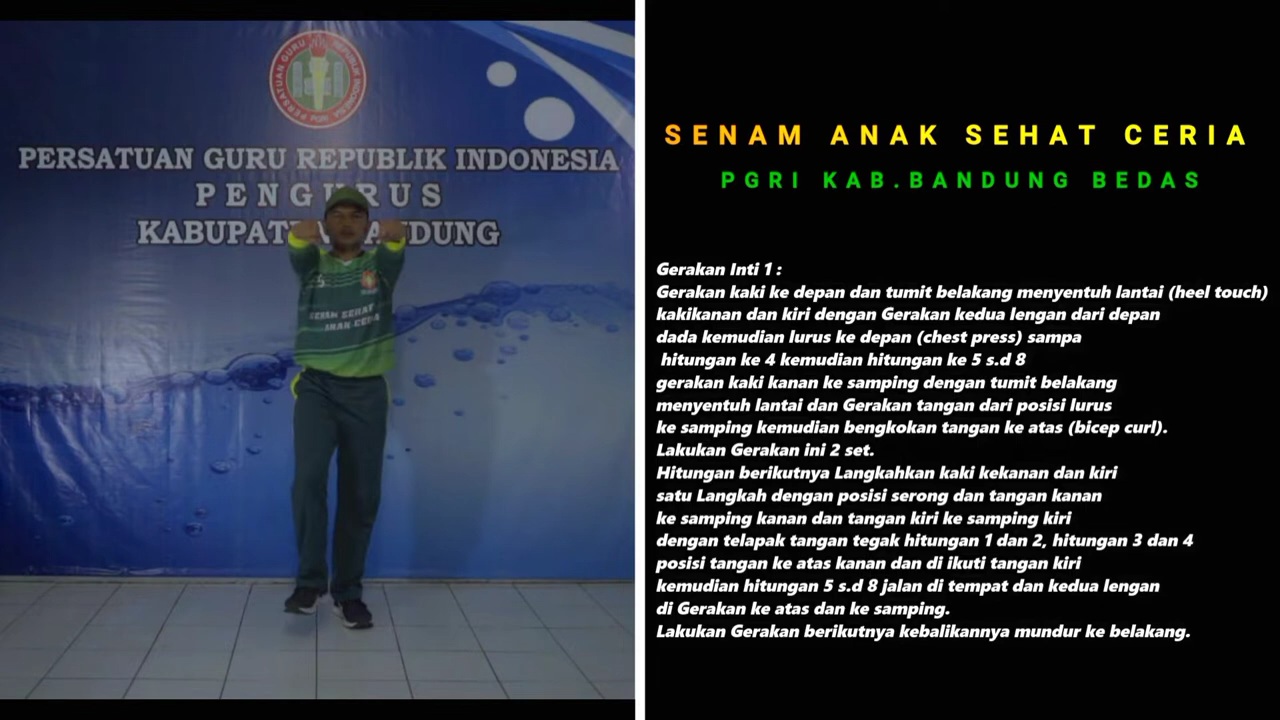 PERSATUAN GURU REPUBLIK INDONESIA
PGRI
PERSATUAN GURU REPUBLIK INDONESIA
PENGURUS
KABUPATEN BANDUNG
SENAM SEHAT
ANAK CERIA
SENAM ANAK SEHAT CERIA
PGRI KAB.BANDUNG BEDAS
Gerakan Inti 1 :
Gerakan kaki ke depan dan tumit belakang menyentuh lantai (heel touch)
kakikanan dan kiri dengan Gerakan kedua lengan dari depan
dada kemudian lurus ke depan (chest press) sampa
hitungan ke 4 kemudian hitungan ke 5 s.d 8
gerakan kaki kanan ke samping dengan tumit belakang
menyentuh lantai dan Gerakan tangan dari posisi lurus
ke samping kemudian bengkokan tangan ke atas (bicep curl).
Lakukan Gerakan ini 2 set.
Hitungan berikutnya Langkahkan kaki kekanan dan kiri
satu Langkah dengan posisi serong dan tangan kanan
ke samping kanan dan tangan kiri ke samping kiri
dengan telapak tangan tegak hitungan 1 dan 2, hitungan 3 dan 4
posisi tangan ke atas kanan dan di ikuti tangan kiri
kemudian hitungan 5 s.d 8 jalan di tempat dan kedua lengan
di Gerakan ke atas dan ke samping.
Lakukan Gerakan berikutnya kebalikannya mundur ke belakang.